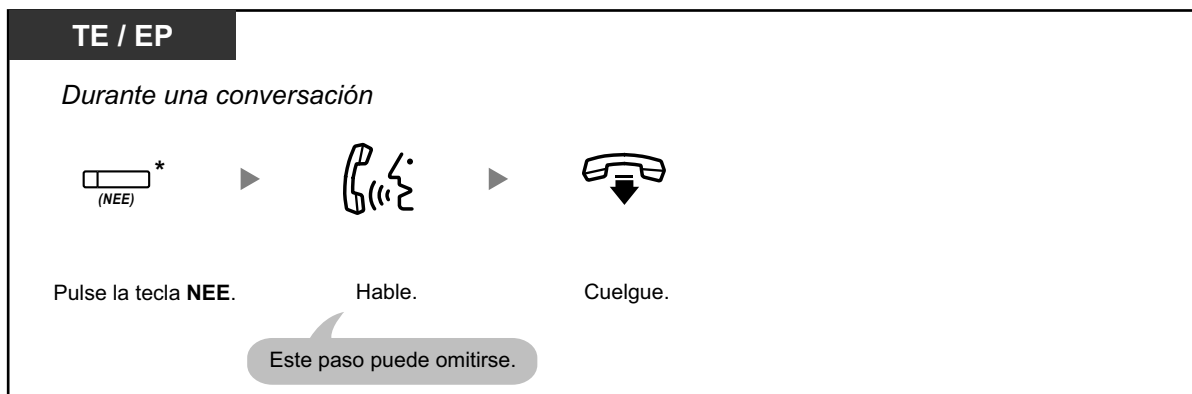 TE / EP
Durante una conversación
*
(NEE)
Pulse la tecla NEE.
Hable.
Cuelgue.
Este paso puede omitirse.